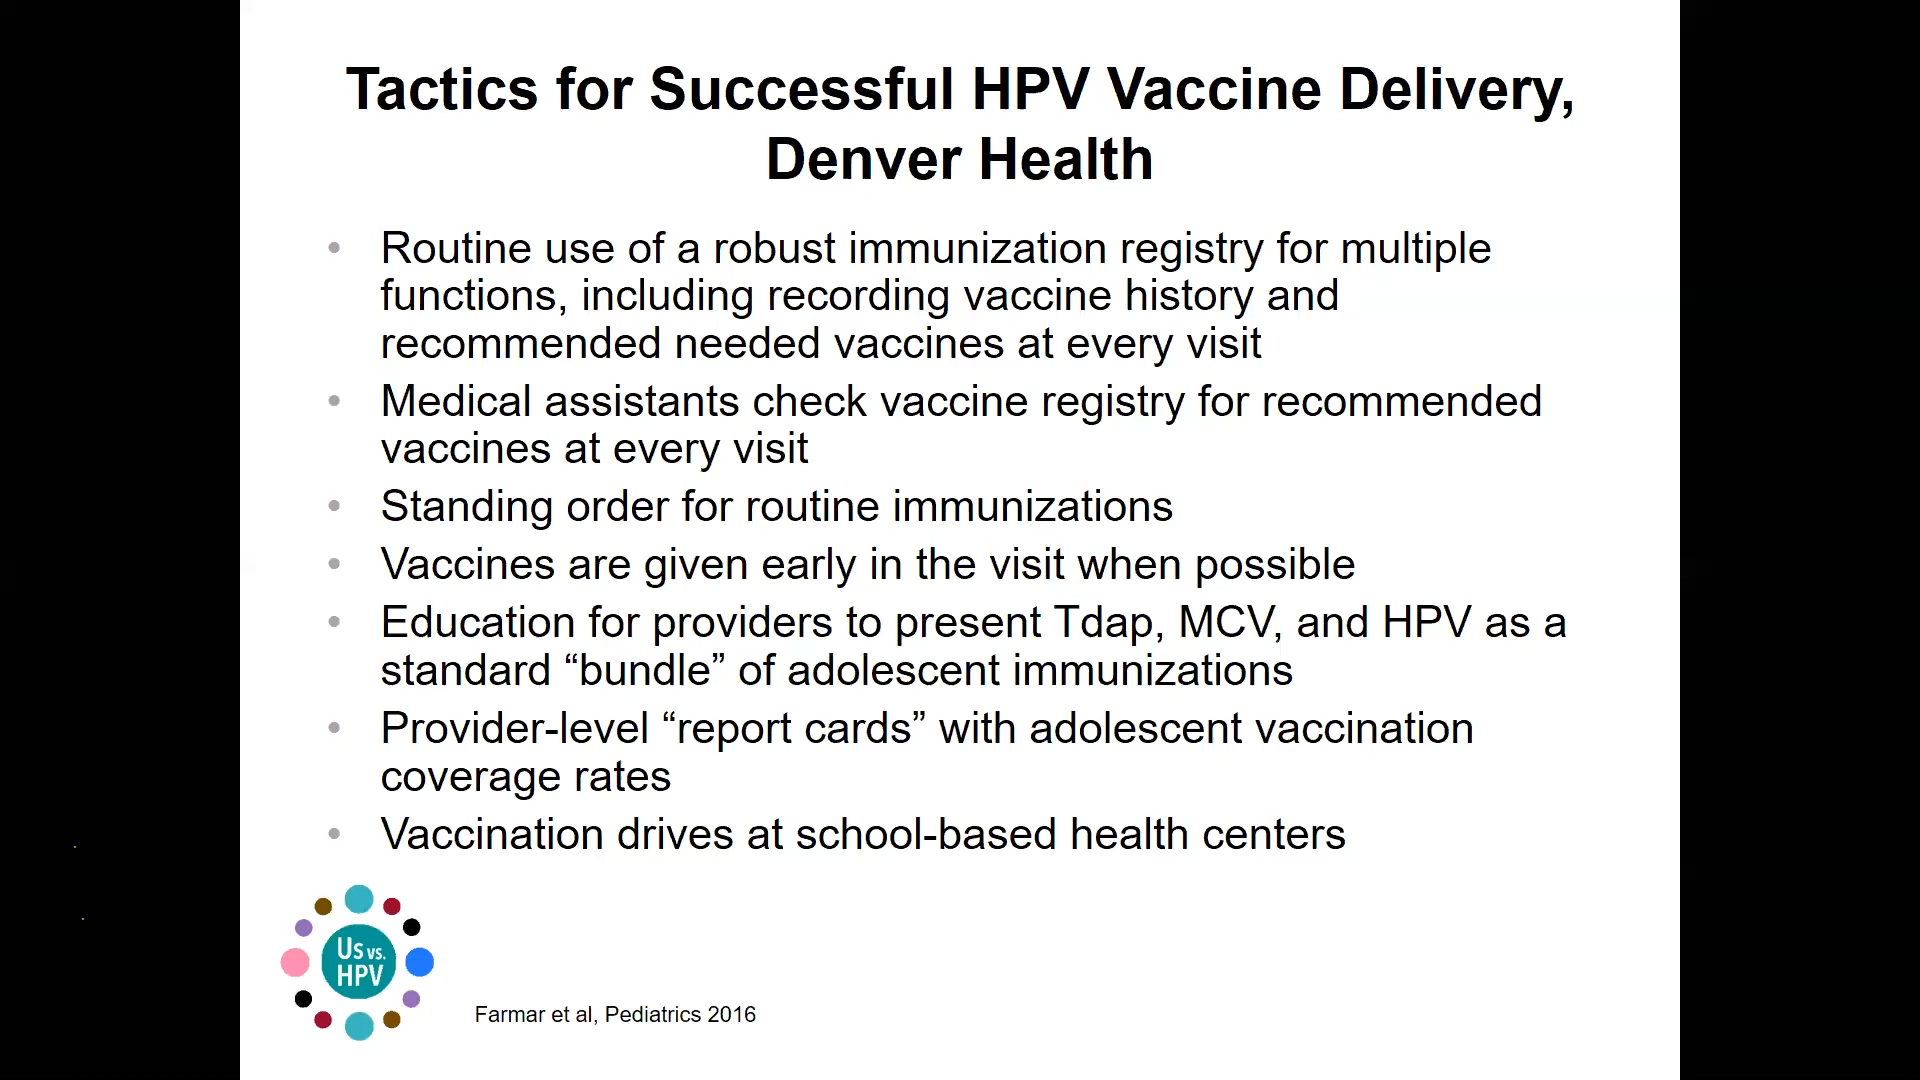 Tactics for Successful HPV Vaccine Delivery,
Denver Health
• Routine use of a robust immunization registry for multiple
functions, including recording vaccine history and
recommended needed vaccines at every visit
• Medical assistants check vaccine registry for recommended
vaccines at every visit
• Standing order for routine immunizations
• Vaccines are given early in the visit when possible
• Education for providers to present Tdap, MCV, and HPV as a
standard “bundle” of adolescent immunizations
• Provider-level “report cards” with adolescent vaccination
coverage rates
• Vaccination drives at school-based health centers
Us vs.
HPV
Farmar et al, Pediatrics 2016